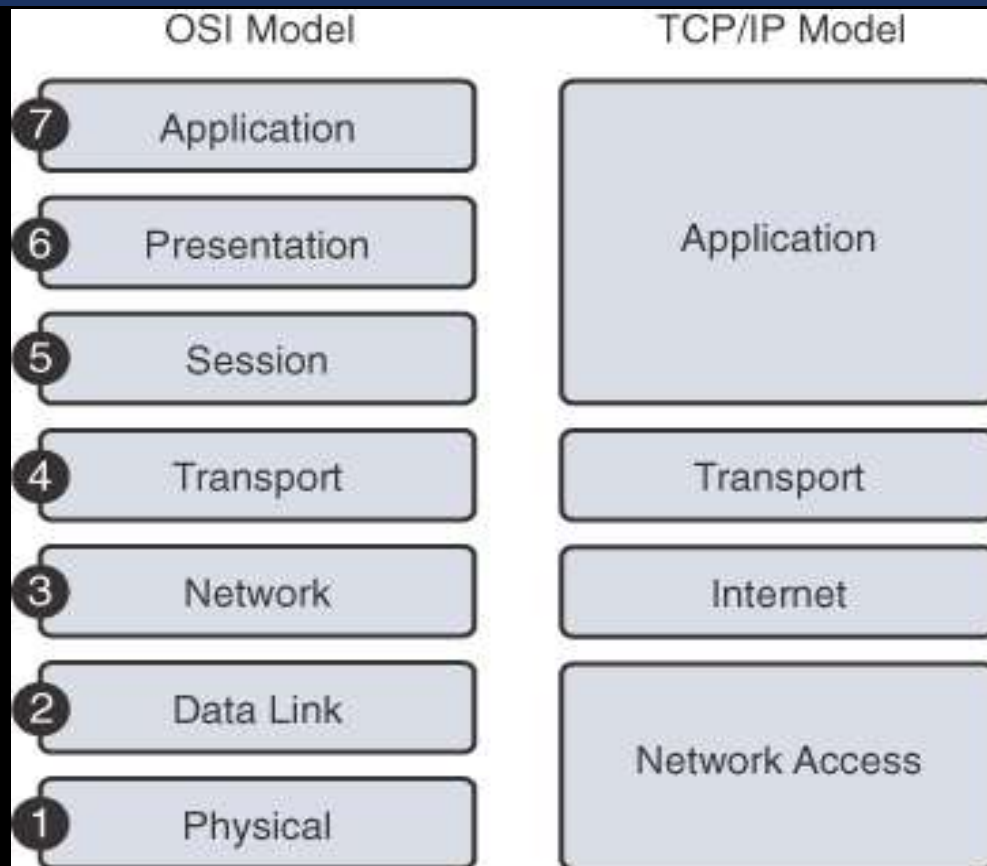 OSI Model
TCP/IP Model
7 Application
6 Presentation
5 Session
Application
4 Transport
Transport
3 Network
Internet
2 Data Link
1 Physical
Network Access